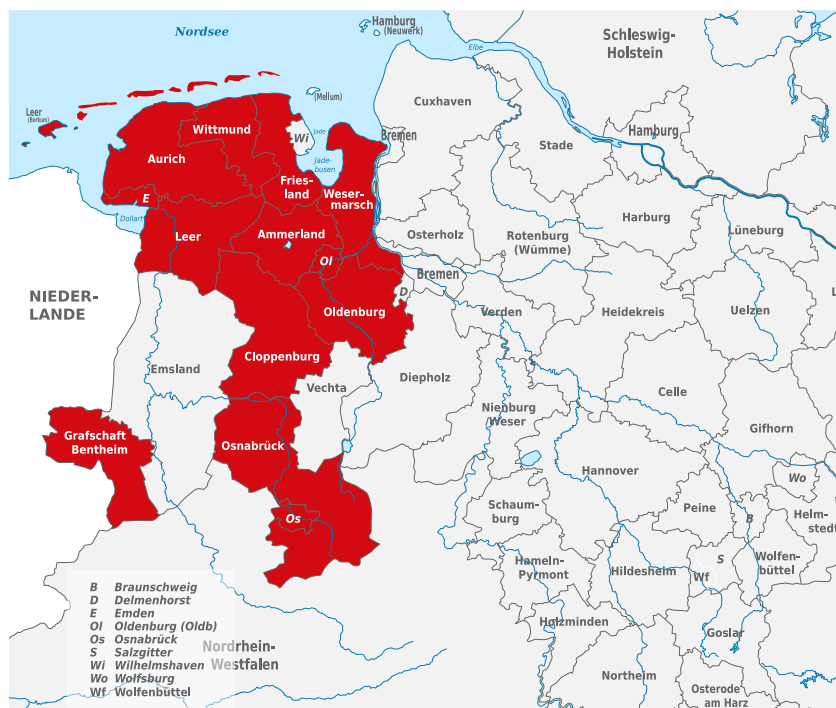 Nordsee
Hamburg
(Neuwerk)
Schleswig-
Holstein
Elbe
Leer
(Borkum)
(Mellum)
Cuxhaven
Wittmund
Wi
Jade
Bremen
Hamburg
Stade
Aurich
Jade-
busen
Fries-
land
Weser-
marsch
E
Dollart
Harburg
Leer
Ammerland
Osterholz
Rotenburg
(Wümme)
Lüneburg
Ol
Bremen
D
L
NIEDER-
LANDE
Oldenburg
Verden
Heidekreis
Uelzen
Emsland
Cloppenburg
Vechta
Diepholz
Celle
Nienburg
/Weser
Gifhorn
Grafschaft
Bentheim
Osnabrück
Hannover
Wo
Schaum-
burg
Peine
B
Helm-
stedt
Os
S
Hameln-
Pyrmont
Hildesheim
Wf
Wolfen-
büttel
B Braunschweig
D Delmenhorst
E Emden
Ol Oldenburg (Oldb)
Os Osnabrück
S Salzgitter
Wi Wilhelmshaven
Wo Wolfsburg
Wf Wolfenbüttel
Holzminden
Goslar
Nordrhein-
Westfalen
Northeim
Osterode
am Harz